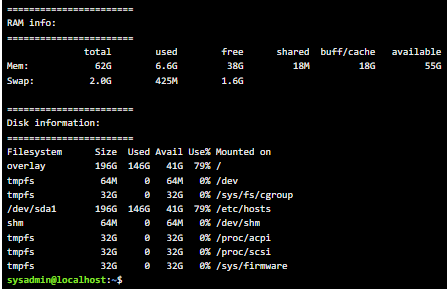 =======================
RAM info:
=======================
total used free shared buff/cache available
Mem: 62G 6.6G 38G 18M 18G 55G
Swap: 2.0G 425M 1.6G
=======================
Disk information:
=======================
Filesystem Size Used Avail Use% Mounted on
overlay 196G 146G 41G 79% /
tmpfs 64M 0 64M 0% /dev
tmpfs 32G 0 32G 0% /sys/fs/cgroup
/dev/sda1 196G 146G 41G 79% /etc/hosts
shm 64M 0 64M 0% /dev/shm
tmpfs 32G 0 32G 0% /proc/acpi
tmpfs 32G 0 32G 0% /proc/scsi
tmpfs 32G 0 32G 0% /sys/firmware
sysadmin@localhost:~$